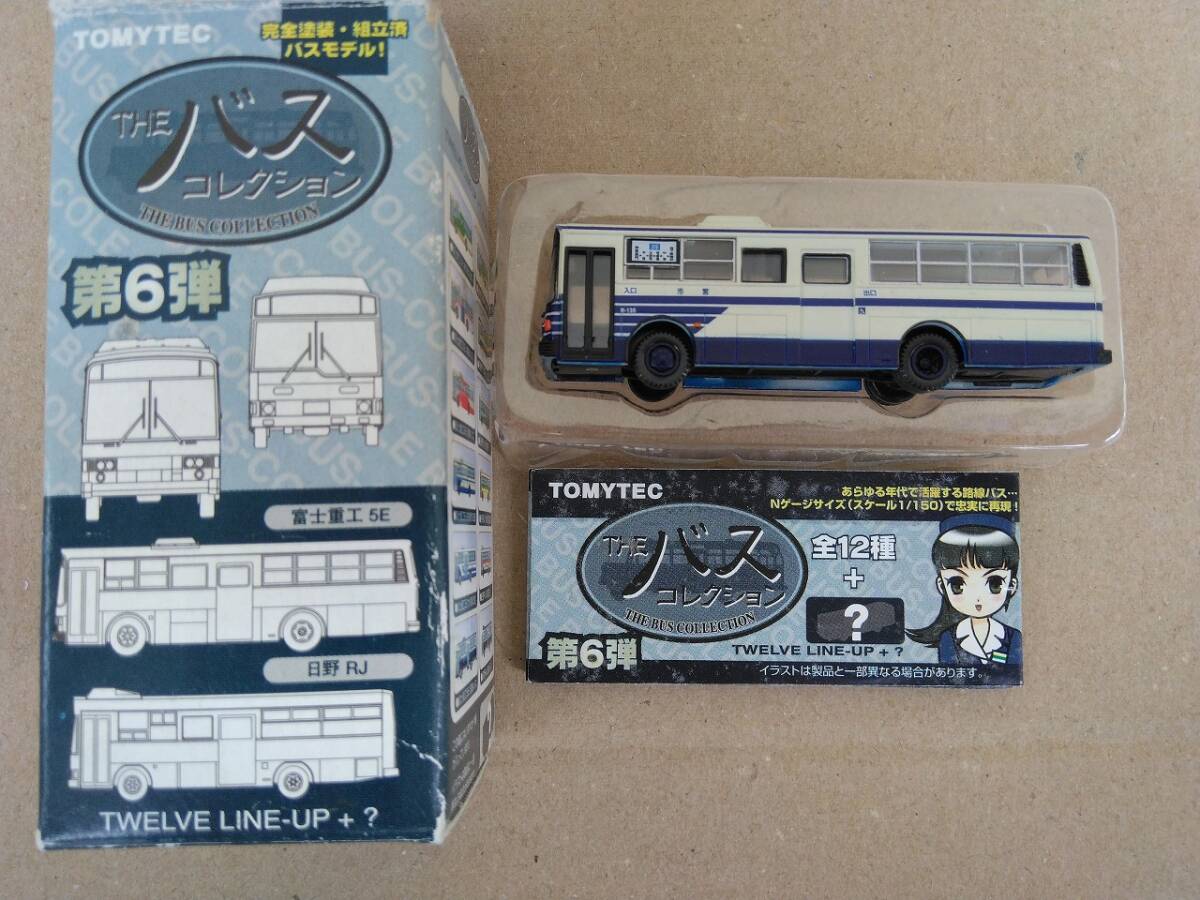 TOMYTEC
完全塗装・組立済
バスモデル!
THE バス
コレクション
THE BUS COLLECTION
第6弾
富士重工 5E
日野 RJ
TWELVE LINE-UP + ?
入口
市営
出口
TOMYTEC
あらゆる年代で活躍する路線バス…
Nゲージサイズ(スケール1/150)で忠実に再現!
THE バス
コレクション
THE BUS COLLECTION
全12種
+
?
第6弾
TWELVE LINE-UP + ?
イラストは製品と一部異なる場合があります。